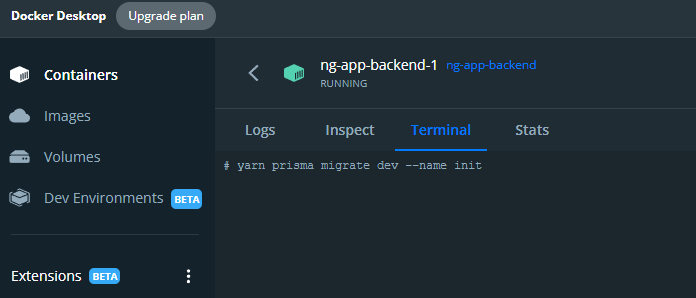 Docker Desktop Upgrade plan
Containers
Images
Volumes
Dev Environments BETA
Extensions BETA
ng-app-backend-1 ng-app-backend
RUNNING
Logs Inspect Terminal Stats
# yarn prisma migrate dev --name init